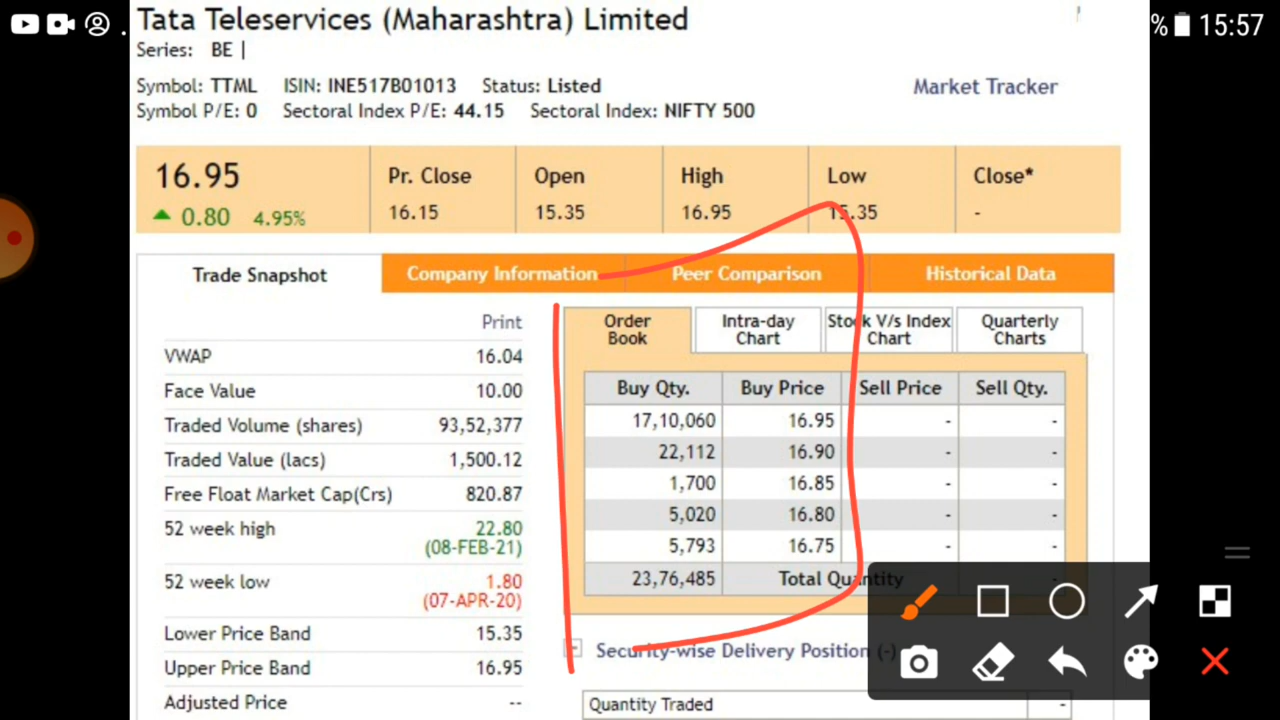 % 15:57
Tata Teleservices (Maharashtra) Limited
Series: BE |
Symbol: TTML ISIN: INE517B01013 Status: Listed
Market Tracker
Symbol P/E: 0 Sectoral Index P/E: 44.15 Sectoral Index: NIFTY 500
16.95 Pr. Close Open High Low Close*
0.80 4.95% 16.15 15.35 16.95 15.35 -
Trade Snapshot Company Information Peer Comparison Historical Data
Print
VWAP 16.04
Face Value 10.00
Traded Volume (shares) 93,52,377
Traded Value (lacs) 1,500.12
Free Float Market Cap(Crs) 820.87
52 week high 22.80
(08-FEB-21)
52 week low 1.80
(07-APR-20)
Lower Price Band 15.35
Upper Price Band 16.95
Adjusted Price --
Order Book Intra-day Chart Stock V/s Index Chart Quarterly Charts
Buy Qty. Buy Price Sell Price Sell Qty.
17,10,060 16.95 - -
22,112 16.90 - -
1,700 16.85 - -
5,020 16.80 - -
5,793 16.75 - -
23,76,485 Total Quantity -
Security-wise Delivery Position (-)
Quantity Traded -